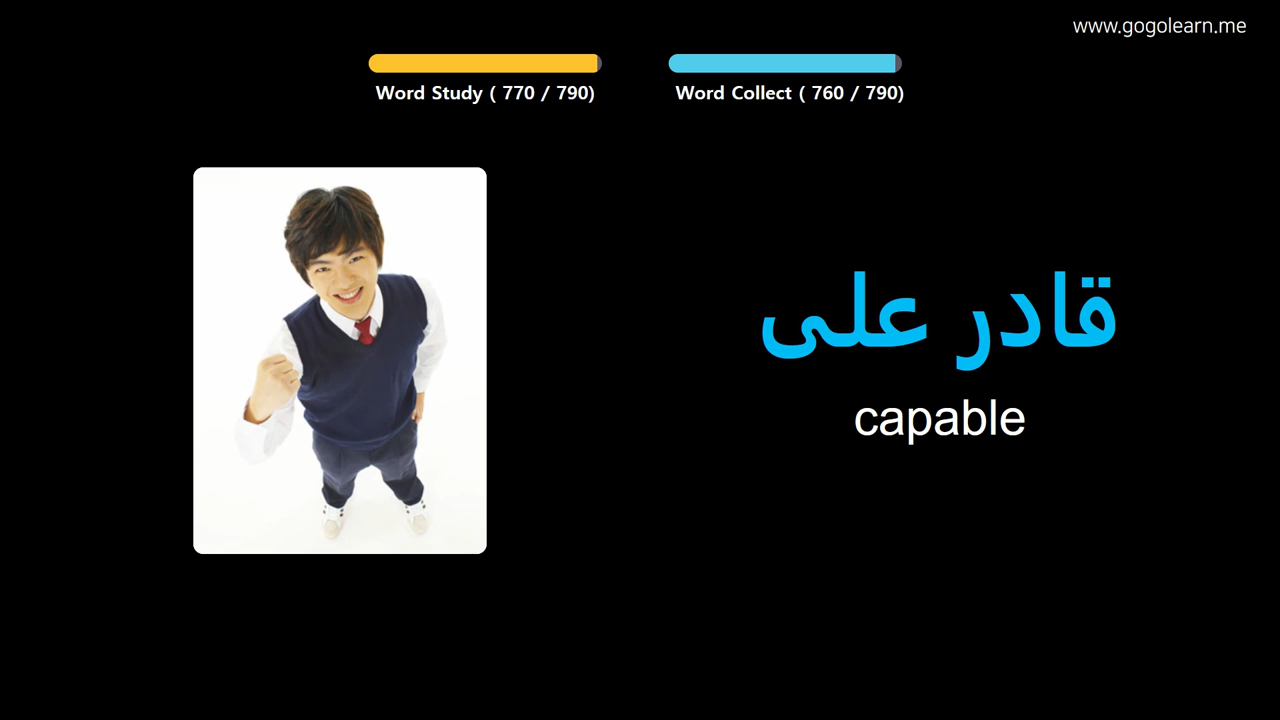 www.gogolearn.me
Word Study ( 770 / 790)
Word Collect ( 760 / 790)
قادر على
capable